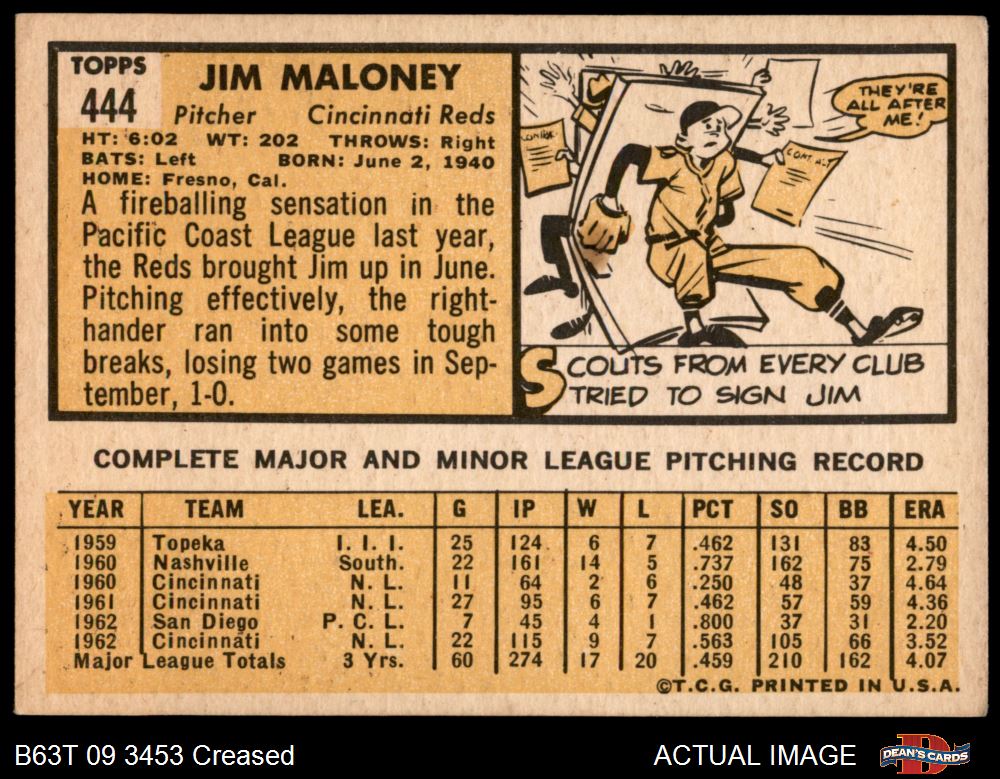 TOPPS
444
JIM MALONEY
Pitcher Cincinnati Reds
HT: 6:02 WT: 202 THROWS: Right
BATS: Left BORN: June 2, 1940
HOME: Fresno, Cal.
A fireballing sensation in the
Pacific Coast League last year,
the Reds brought Jim up in June.
Pitching effectively, the right-
hander ran into some tough
breaks, losing two games in Sep-
tember, 1-0.
THEY'RE
ALL AFTER
ME!
SCOUTS FROM EVERY CLUB
TRIED TO SIGN JIM
COMPLETE MAJOR AND MINOR LEAGUE PITCHING RECORD
YEAR TEAM LEA. G IP W L PCT SO BB ERA
1959 Topeka I. I. I. 25 124 6 7 .462 131 83 4.50
1960 Nashville South. 22 161 14 5 .737 162 75 2.79
1960 Cincinnati N. L. 11 64 2 6 .250 48 37 4.64
1961 Cincinnati N. L. 27 95 6 7 .462 57 59 4.36
1962 San Diego P. C. L. 7 45 4 1 .800 37 31 2.20
1962 Cincinnati N. L. 22 115 9 7 .563 105 66 3.52
Major League Totals 3 Yrs. 60 274 17 20 .459 210 162 4.07
©T.C.G. PRINTED IN U.S.A.
B63T 09 3453 Creased
ACTUAL IMAGE
DEAN'S CARDS